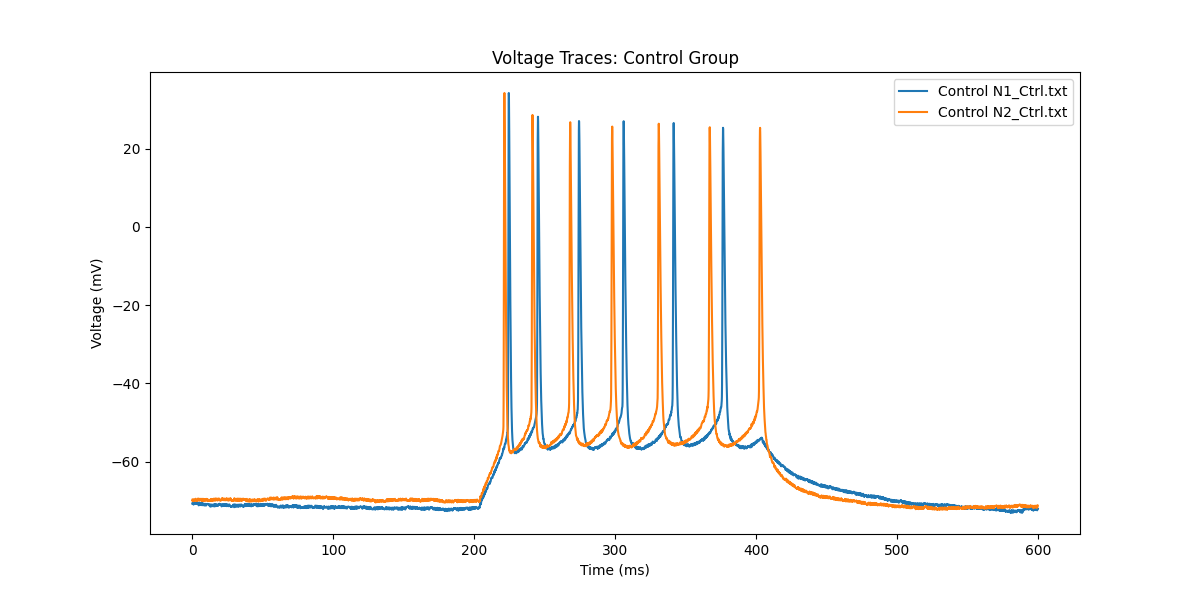 Voltage Traces: Control Group
Control N1_Ctrl.txt
Control N2_Ctrl.txt
Voltage (mV)
20
0
−20
−40
−60
0 100 200 300 400 500 600
Time (ms)